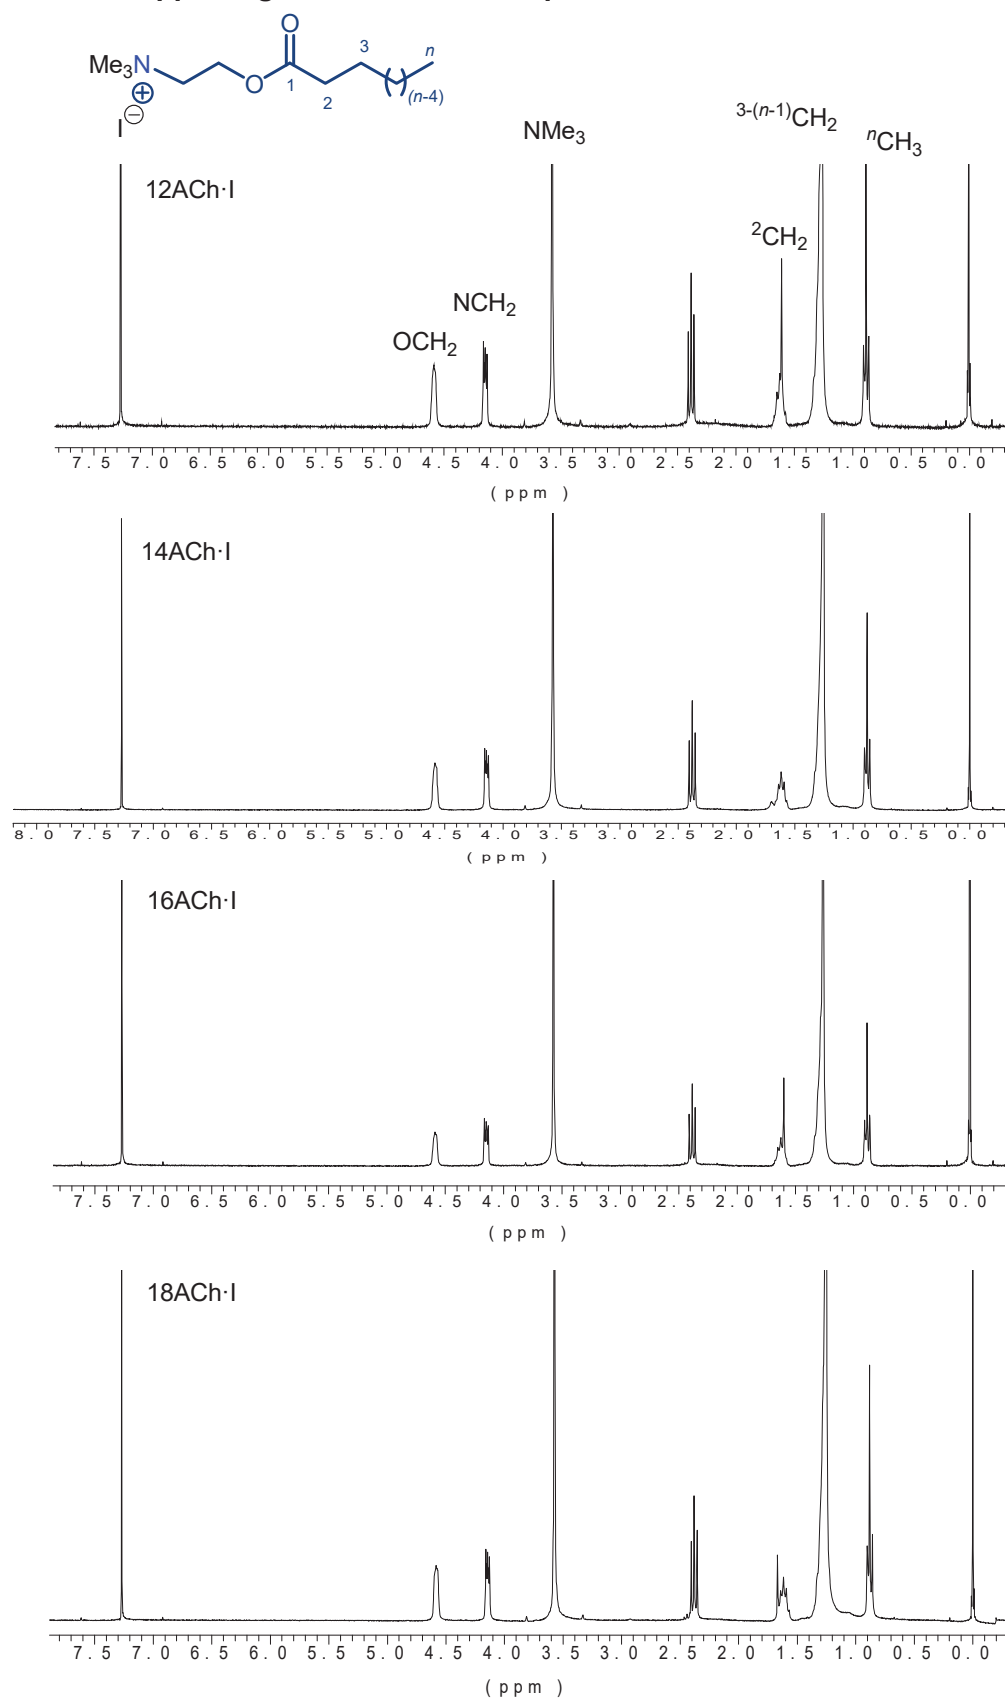 O
3
n
Me₃N
O
1
2
(n-4)
⊕
I⊖
NMe₃
³⁻⁽ⁿ⁻¹⁾CH₂
ⁿCH₃
12ACh·I
²CH₂
NCH₂
OCH₂
7.5 7.0 6.5 6.0 5.5 5.0 4.5 4.0 3.5 3.0 2.5 2.0 1.5 1.0 0.5 0.0
(ppm)
14ACh·I
8.0 7.5 7.0 6.5 6.0 5.5 5.0 4.5 4.0 3.5 3.0 2.5 2.0 1.5 1.0 0.5 0.0
(ppm)
16ACh·I
7.5 7.0 6.5 6.0 5.5 5.0 4.5 4.0 3.5 3.0 2.5 2.0 1.5 1.0 0.5 0.0
(ppm)
18ACh·I
7.5 7.0 6.5 6.0 5.5 5.0 4.5 4.0 3.5 3.0 2.5 2.0 1.5 1.0 0.5 0.0
(ppm)